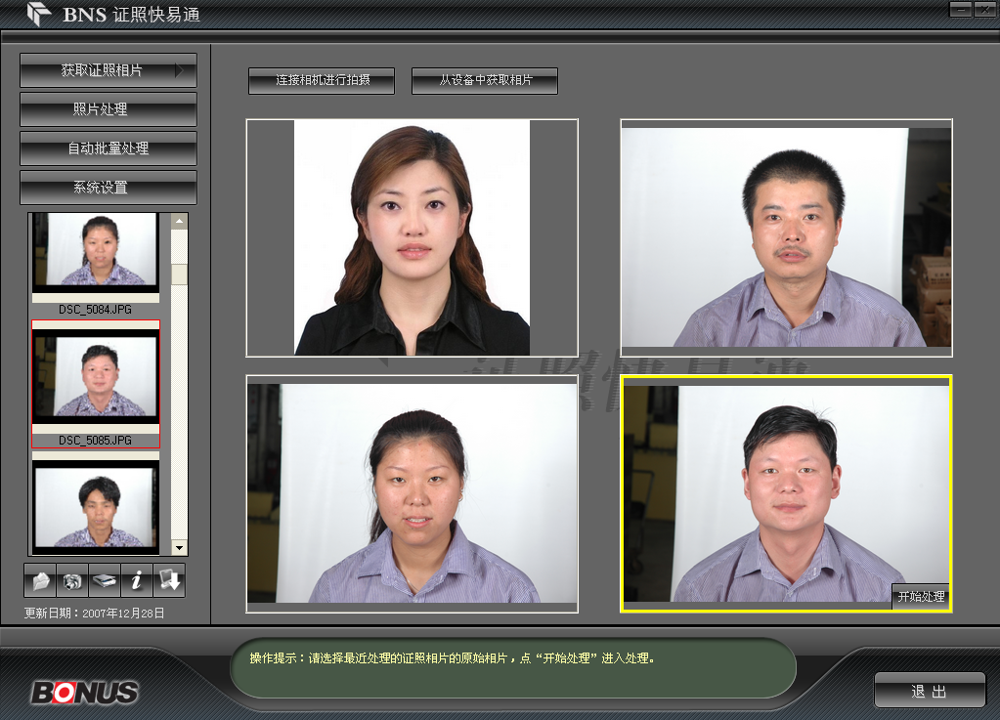 BNS 证照快易通
获取证照相片
照片处理
自动批量处理
系统设置
连接相机进行拍摄
从设备中获取相片
DSC_5084.JPG
DSC_5085.JPG
证照快易通
开始处理
更新日期：2007年12月28日
操作提示：请选择最近处理的证照相片的原始相片，点“开始处理”进入处理。
BONUS
退 出